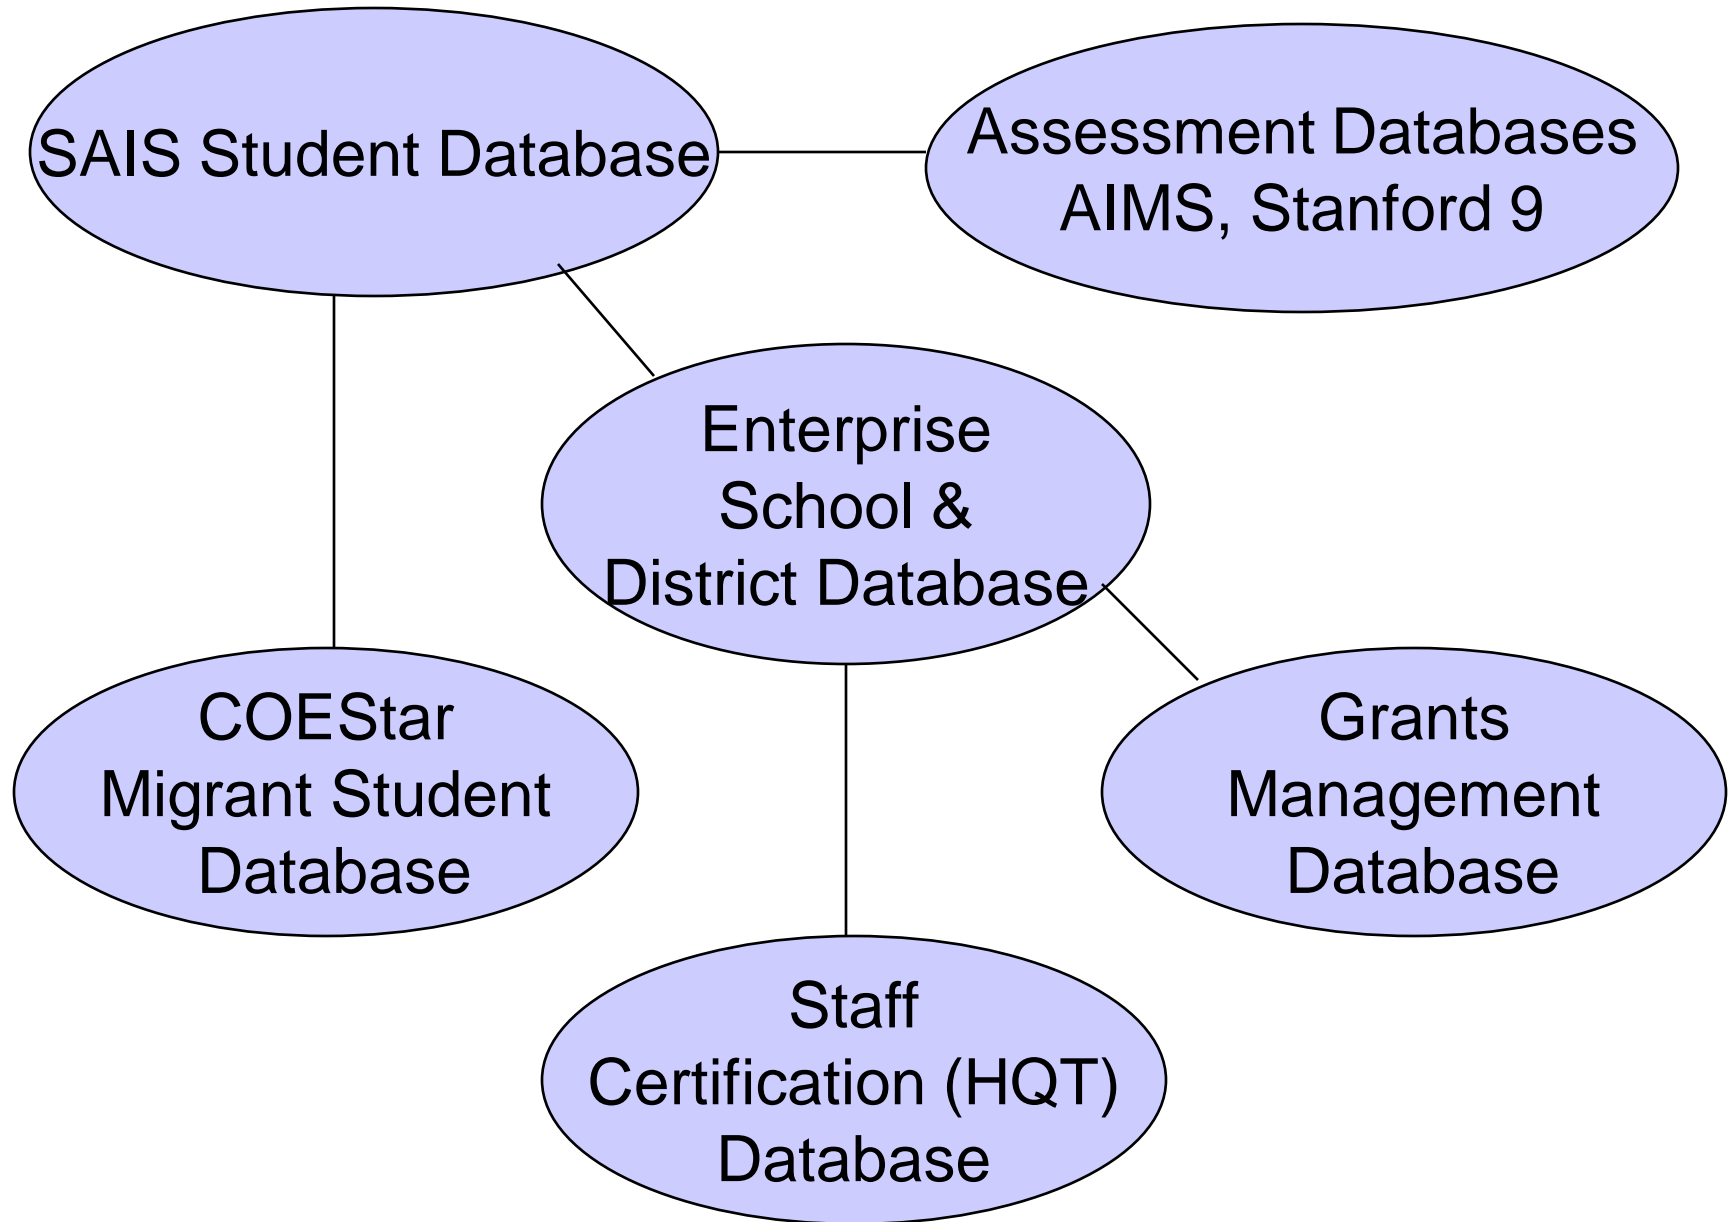 SAIS Student Database
Assessment Databases
AIMS, Stanford 9
Enterprise
School &
District Database
COEStar
Migrant Student
Database
Grants
Management
Database
Staff
Certification (HQT)
Database